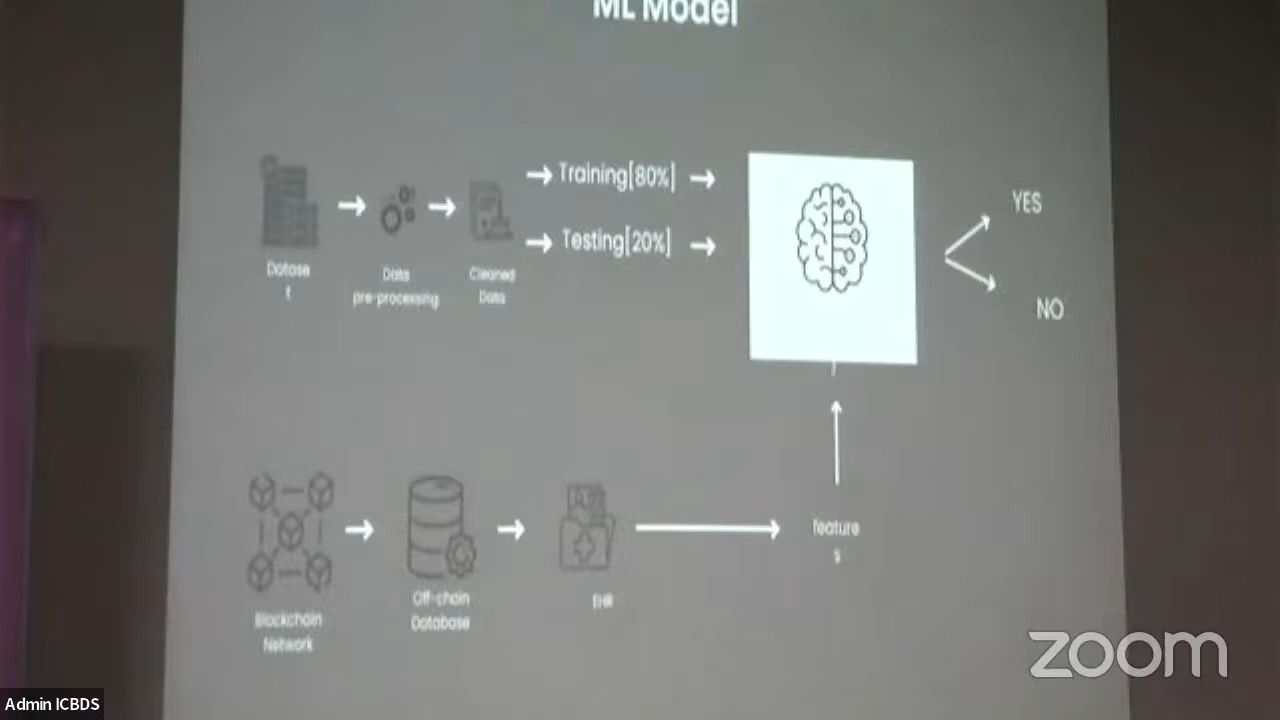 ML Model
Training[80%]
Testing[20%]
YES
NO
Datase
t
Data
pre-processing
Cleaned
Data
Blockchain
Network
Off-chain
Database
EHR
feature
s
zoom
Admin ICBDS